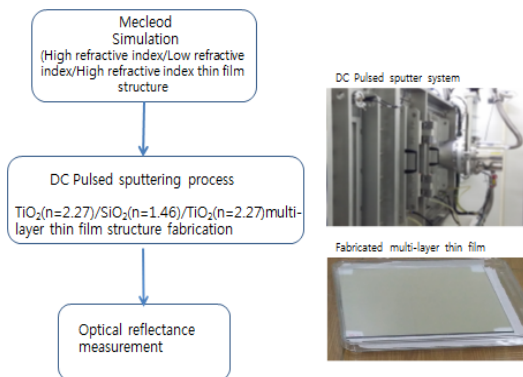 Mecleod
Simulation
(High refractive index/Low refractive
index/High refractive index thin film
structure
DC Pulsed sputtering process
TiO₂(n=2.27)/SiO₂(n=1.46)/TiO₂(n=2.27)multi-
layer thin film structure fabrication
Optical reflectance
measurement
DC Pulsed sputter system
Fabricated multi-layer thin film